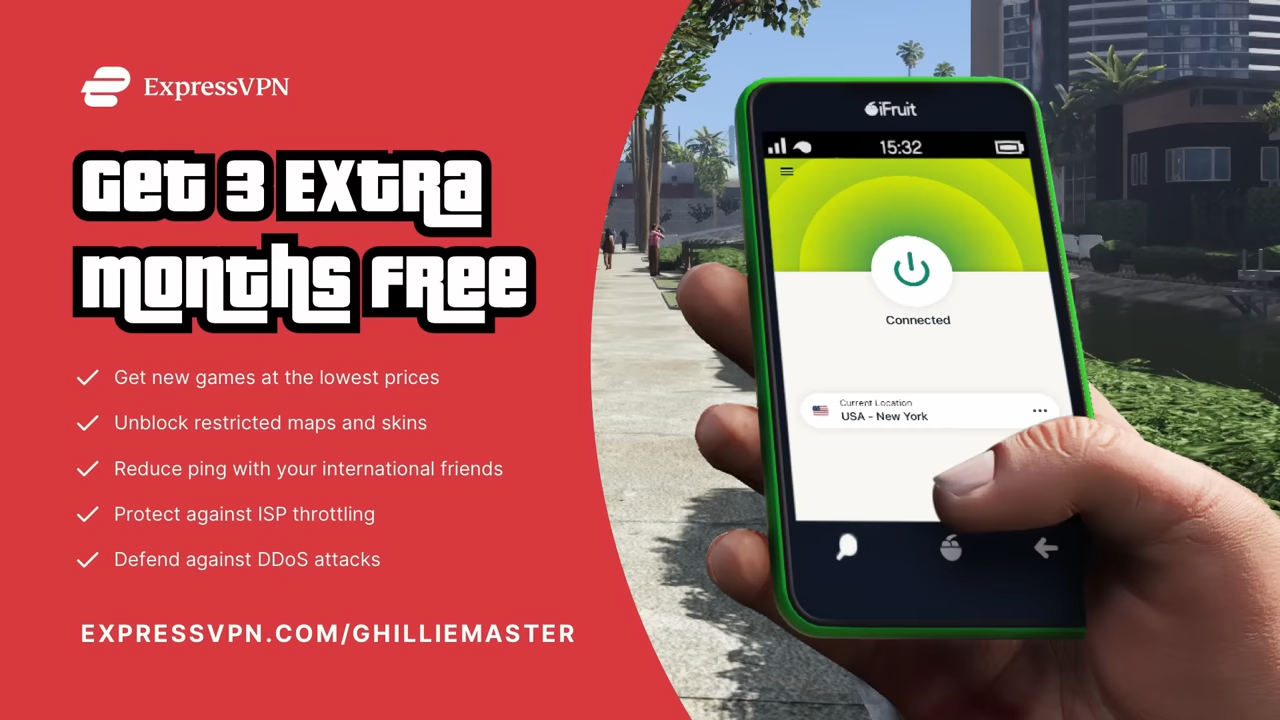 ExpressVPN
Get 3 Extra
months Free
Get new games at the lowest prices
Unblock restricted maps and skins
Reduce ping with your international friends
Protect against ISP throttling
Defend against DDoS attacks
EXPRESSVPN.COM/GHILLIEMASTER
iFruit
15:32
Connected
Current Location
USA - New York